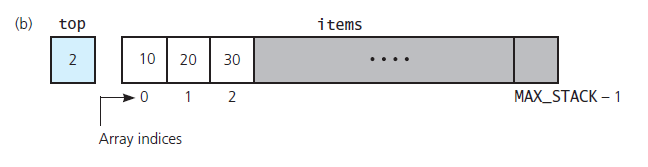 (b) top items
2 10 20 30 ....
0 1 2 MAX_STACK – 1
Array indices